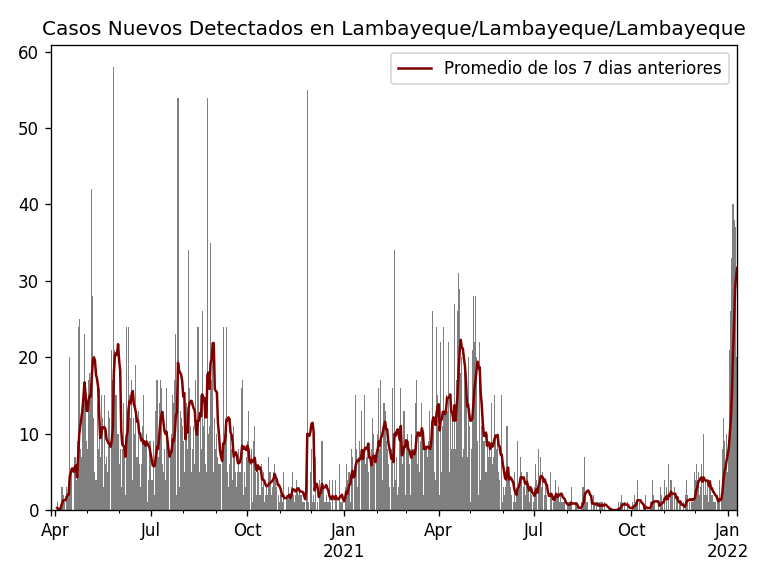 Casos Nuevos Detectados en Lambayeque/Lambayeque/Lambayeque
Promedio de los 7 dias anteriores
60
50
40
30
20
10
0
Apr Jul Oct Jan Apr Jul Oct Jan
2021 2022